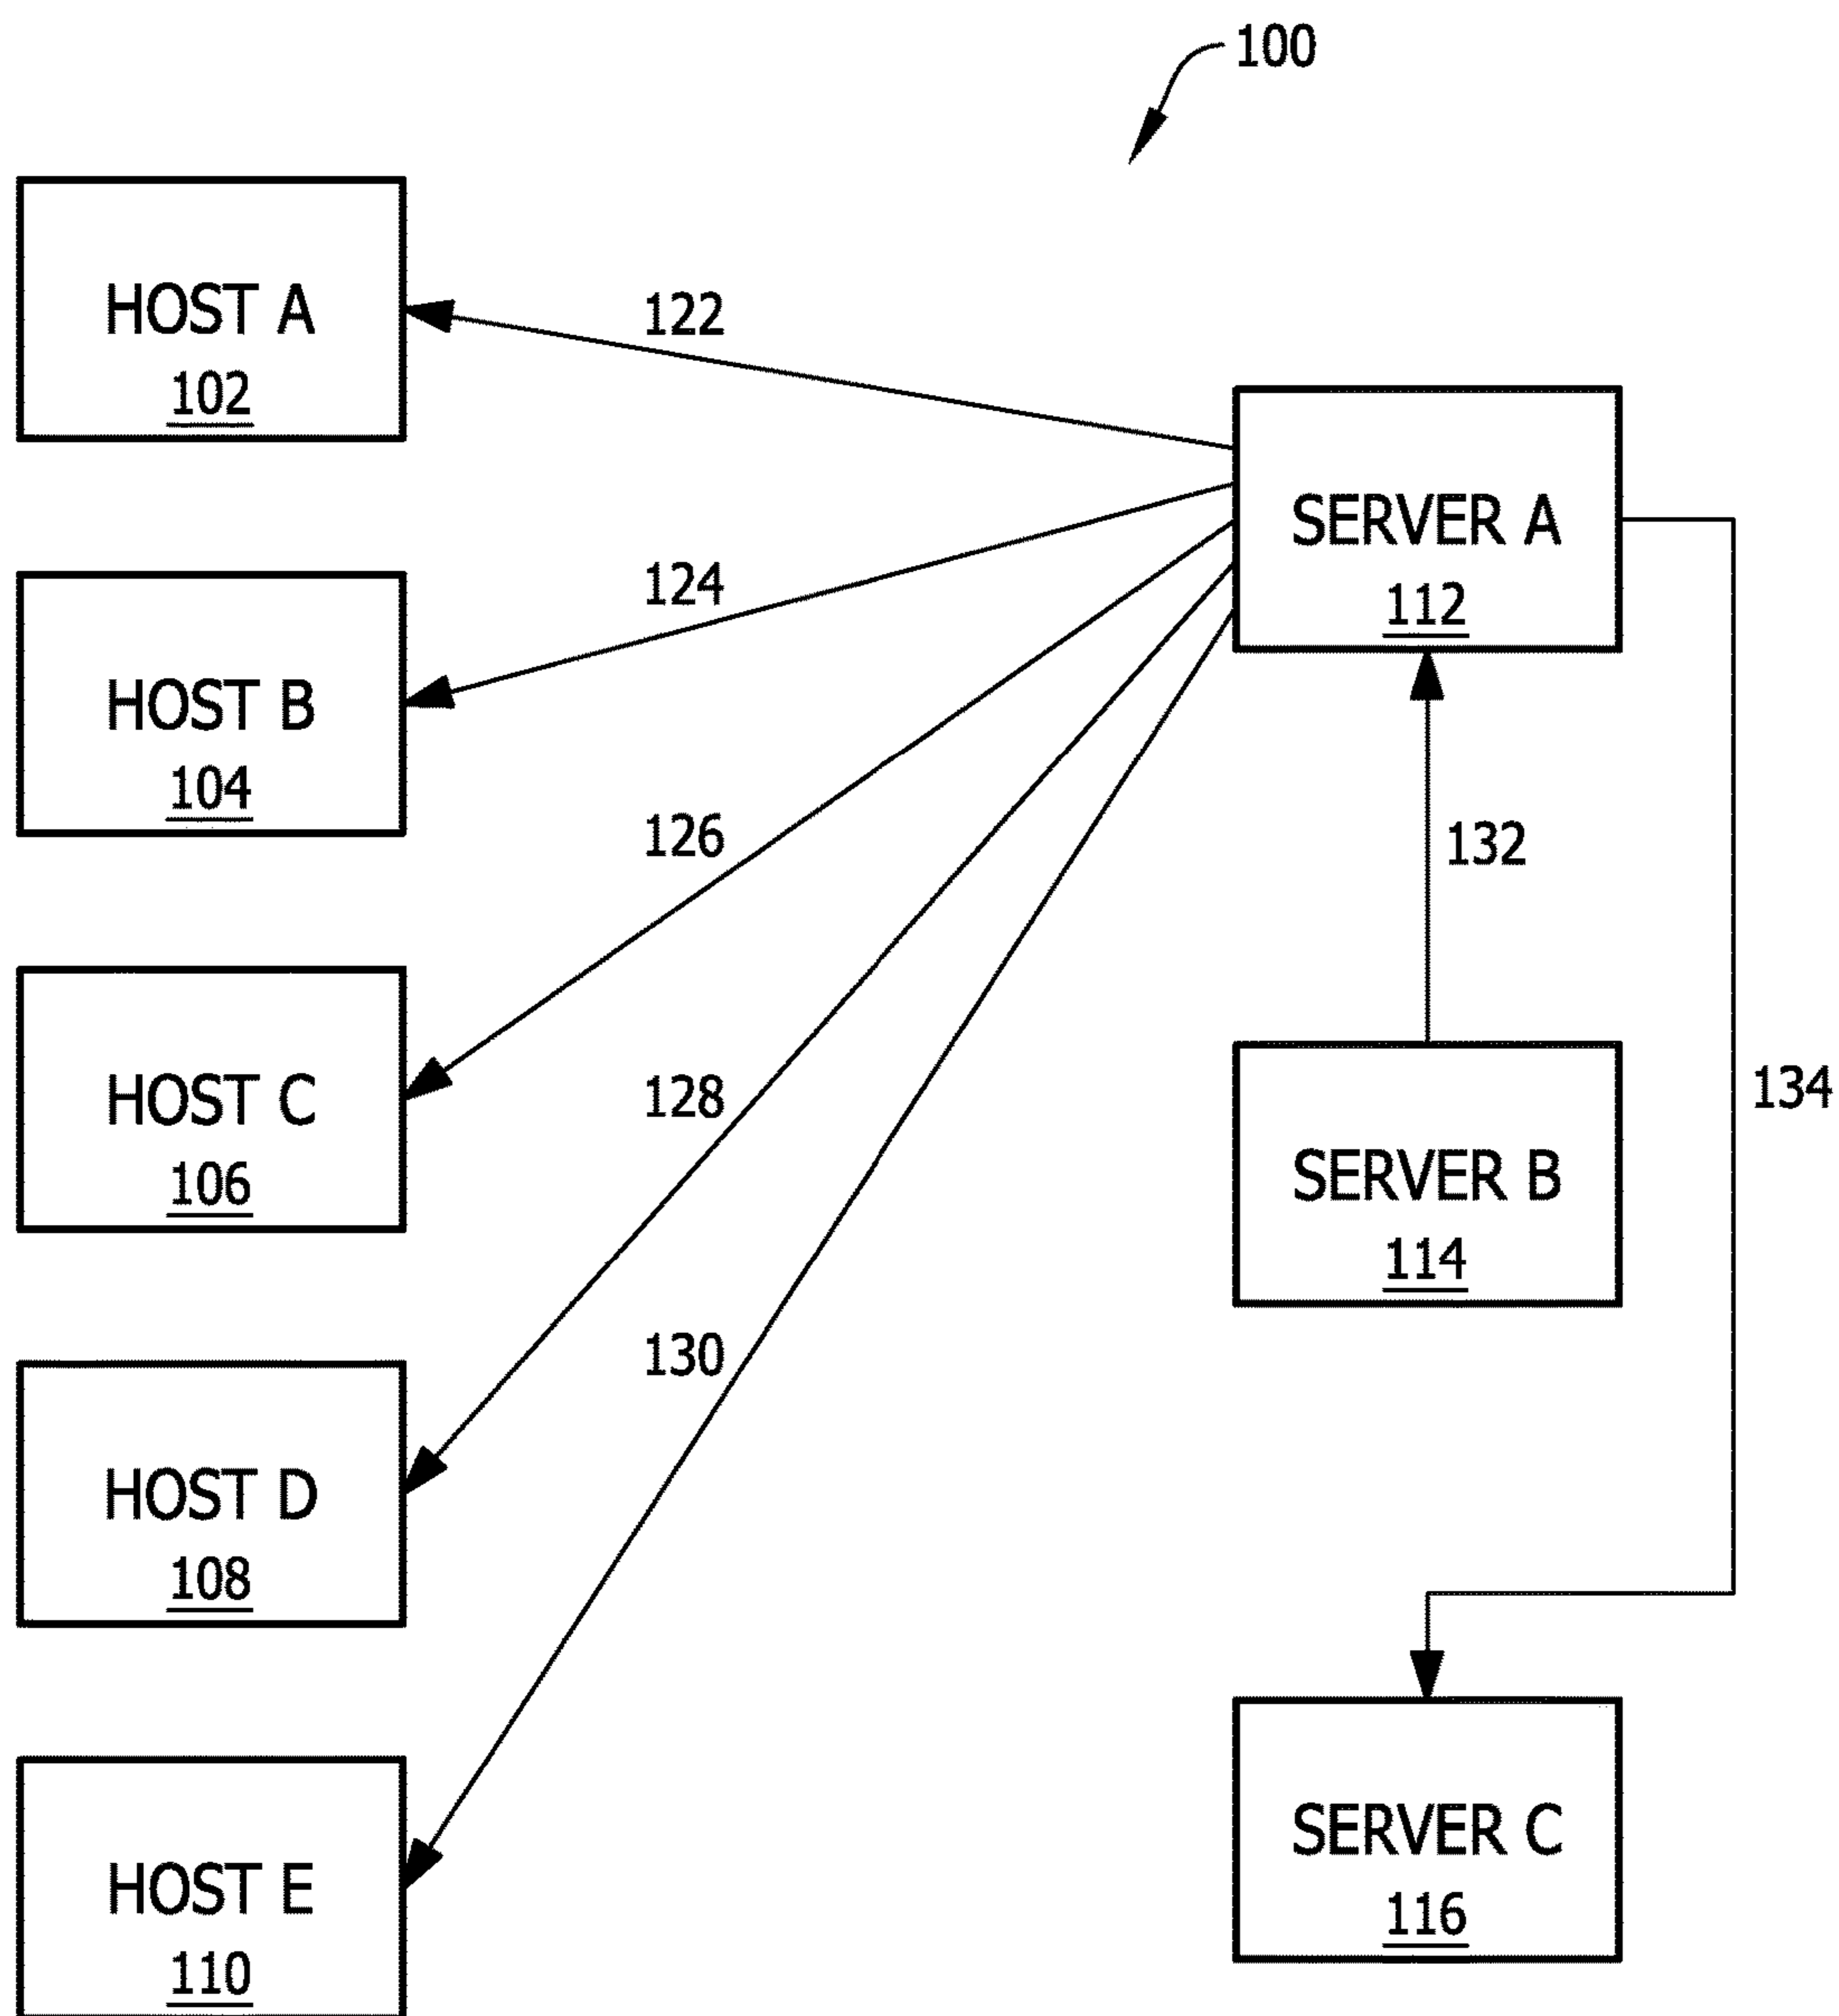 100
HOST A
102
122
SERVER A
112
HOST B
104
124
126
132
HOST C
106
128
134
SERVER B
114
130
HOST D
108
SERVER C
116
HOST E
110